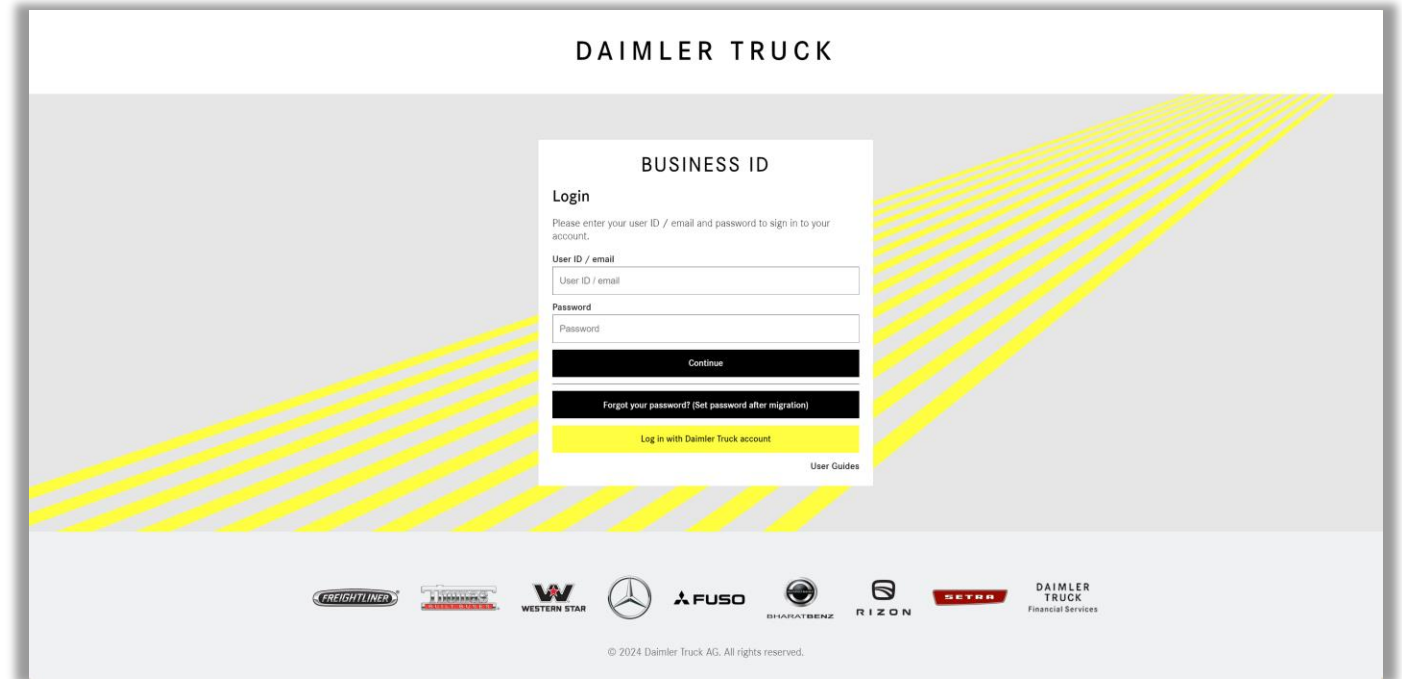 DAIMLER TRUCK
BUSINESS ID
Login
Please enter your user ID / email and password to sign in to your
account.
User ID / email
User ID / email
Password
Password
Continue
Forgot your password? (Set password after migration)
Log in with Daimler Truck account
User Guides
FREIGHTLINER
THOMAS
BUILT BUSES
WESTERN STAR
FUSO
BHARATBENZ
RIZON
SETRA
DAIMLER
TRUCK
Financial Services
© 2024 Daimler Truck AG. All rights reserved.